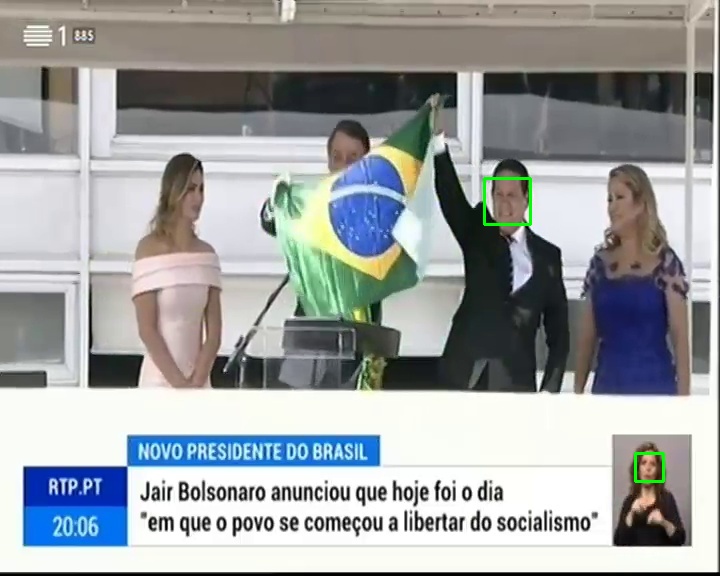 1 885
NOVO PRESIDENTE DO BRASIL
RTP.PT
Jair Bolsonaro anunciou que hoje foi o dia
20:06
"em que o povo se começou a libertar do socialismo"